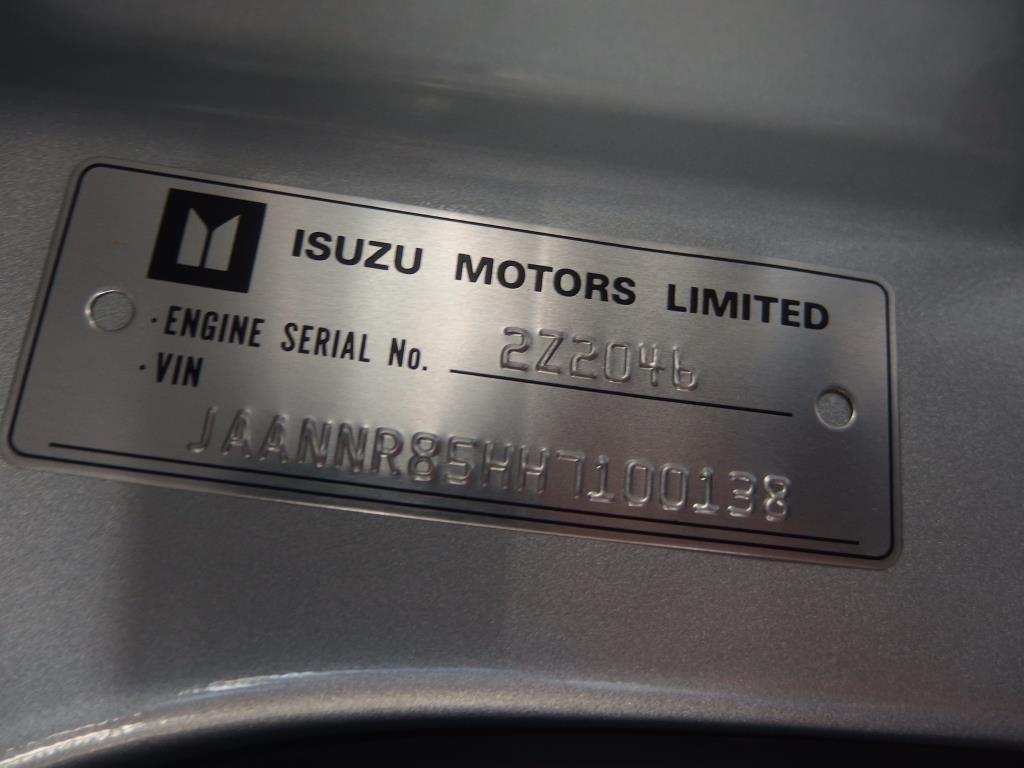 ISUZU MOTORS LIMITED
·ENGINE SERIAL No. 2Z2046
·VIN
JAANNR85HH7100138